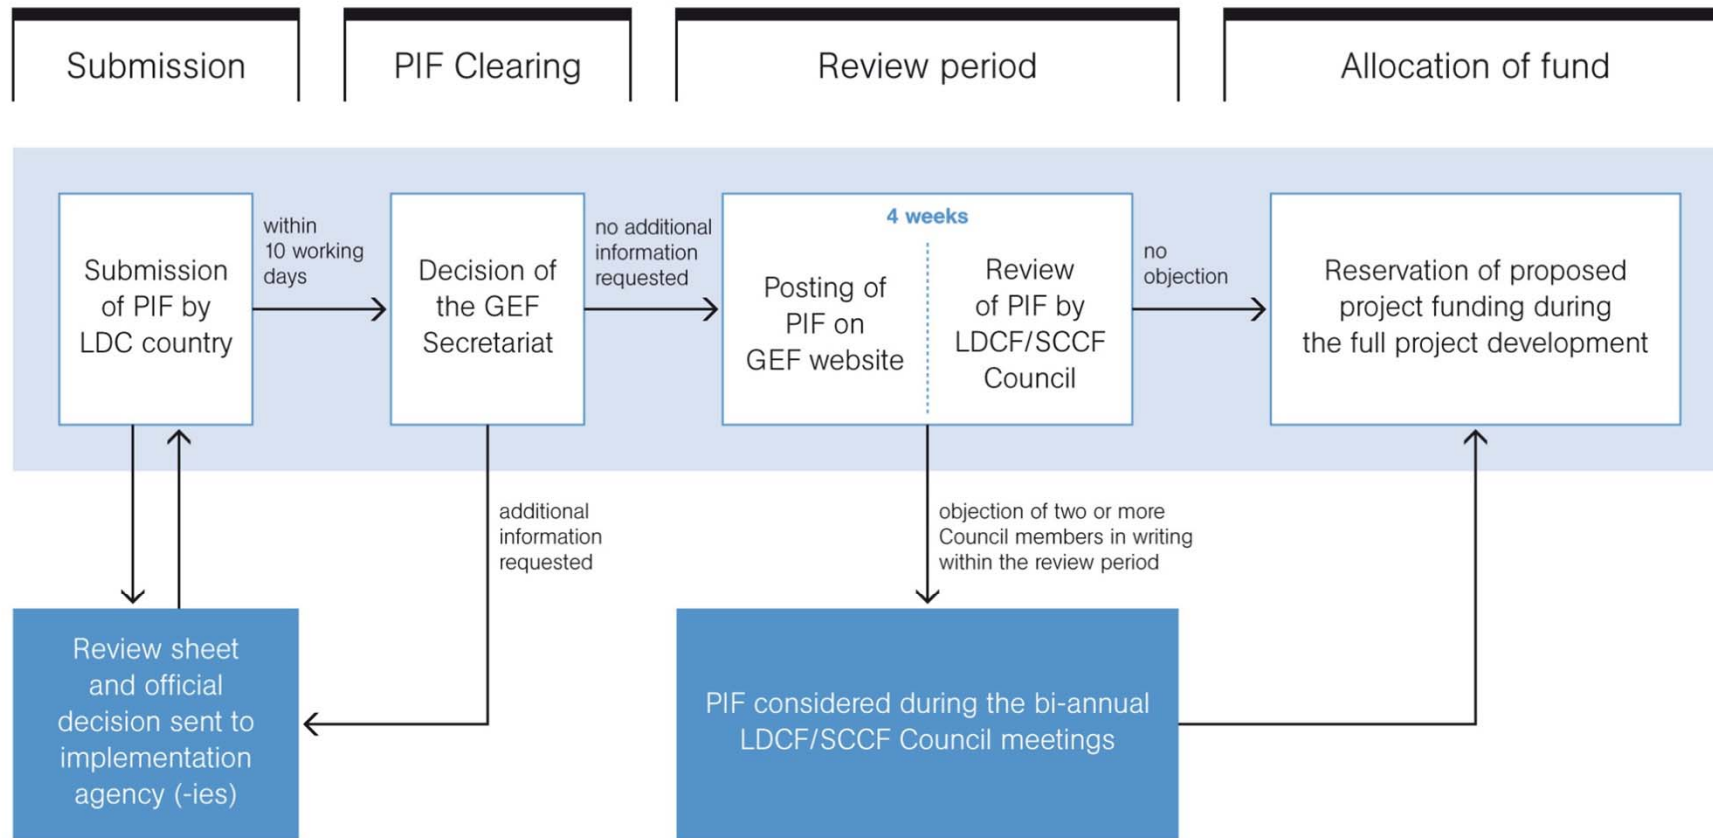 Submission
PIF Clearing
Review period
Allocation of fund
Submission
of PIF by
LDC country
within
10 working
days
Decision of
the GEF
Secretariat
no additional
information
requested
4 weeks
Posting of
PIF on
GEF website
Review
of PIF by
LDCF/SCCF
Council
no
objection
Reservation of proposed
project funding during
the full project development
additional
information
requested
objection of two or more
Council members in writing
within the review period
Review sheet
and official
decision sent to
implementation
agency (-ies)
PIF considered during the bi-annual
LDCF/SCCF Council meetings